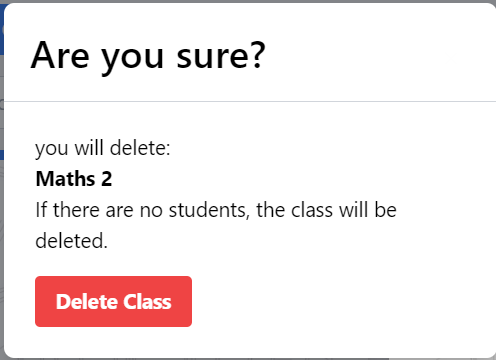 Are you sure?
you will delete:
Maths 2
If there are no students, the class will be
deleted.
Delete Class